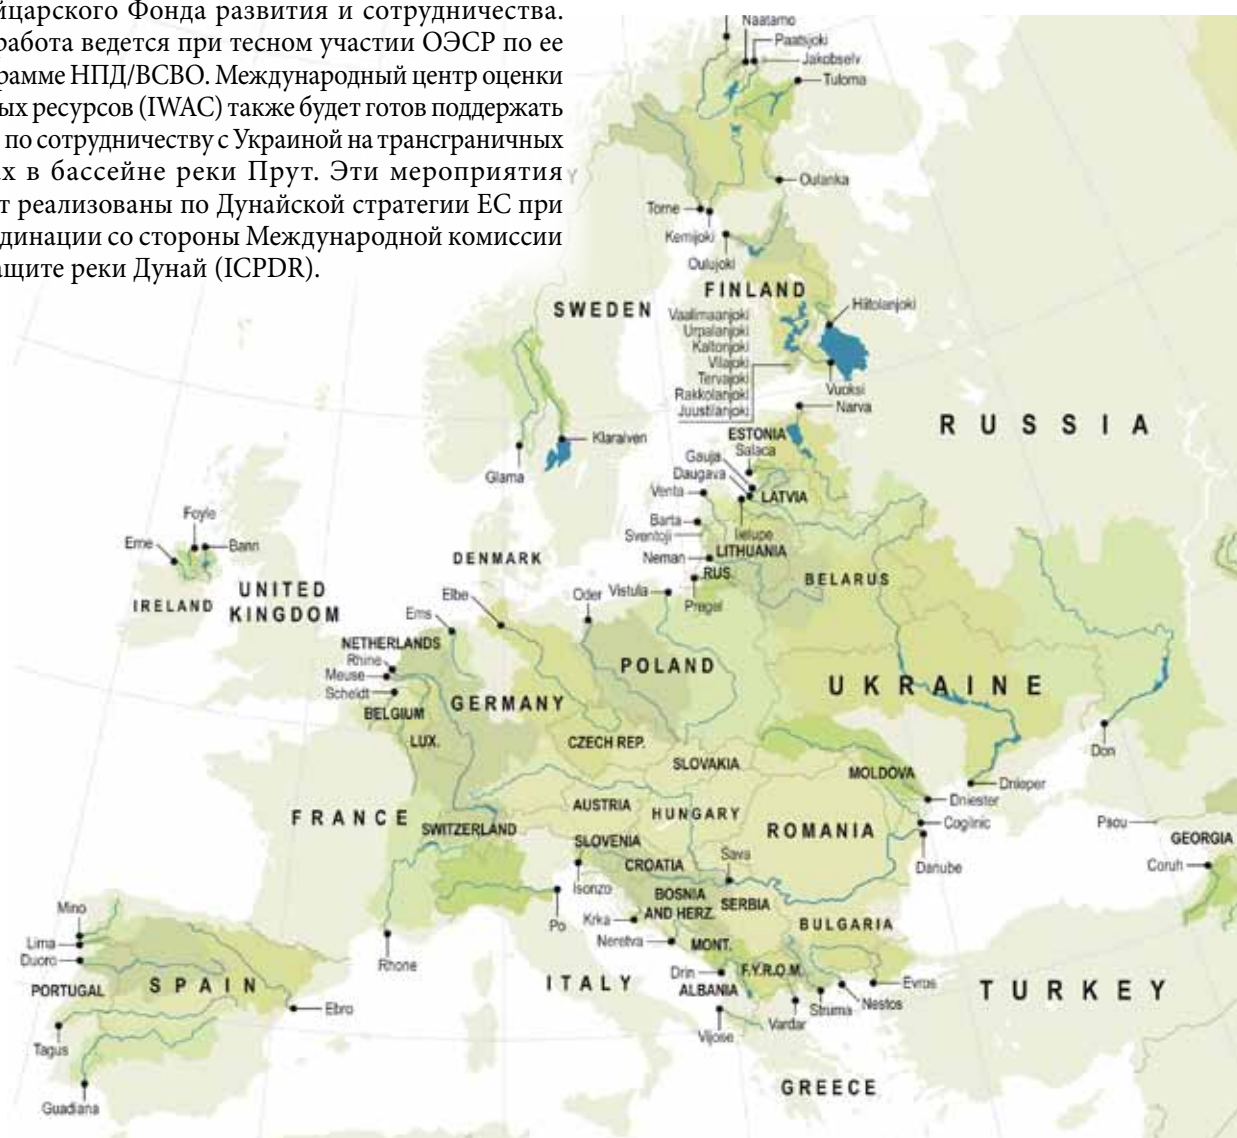 йцарского Фонда развития и сотрудничества.
работа ведется при тесном участии ОЭСР по ее
рамме НПД/ВСВО. Международный центр оценки
ых ресурсов (IWAC) также будет готов поддержать
по сотрудничеству с Украиной на трансграничных
ах в бассейне реки Прут. Эти мероприятия
т реализованы по Дунайской стратегии ЕС при
динации со стороны Международной комиссии
ащите реки Дунай (ICPDR).
Naatamo
Paatsjoki
Jakobselv
Tuloma
Oulanka
Torne
Kemijoki
Oulujoki
FINLAND
SWEDEN
Hiitolanjoki
Vaalimaanjoki
Urpalanjoki
Kaltonjoki
Vilajoki
Tervajoki
Rakkolanjoki
Juustilanjoki
Vuoksi
Narva
RUSSIA
ESTONIA
Salaca
Gauja
Daugava
Venta
LATVIA
Klaralven
Glama
Barta
Sventoji
Lielupe
LITHUANIA
Neman
RUS.
BELARUS
Pregel
Foyle
Erne
Bann
IRELAND
UNITED
KINGDOM
DENMARK
Elbe
Oder
Vistula
Ems
NETHERLANDS
Rhine
Meuse
Scheldt
BELGIUM
LUX.
GERMANY
POLAND
UKRAINE
CZECH REP.
SLOVAKIA
MOLDOVA
Don
Dnieper
Dniester
Cogilnic
Danube
Psou
GEORGIA
Coruh
FRANCE
SWITZERLAND
AUSTRIA
HUNGARY
ROMANIA
SLOVENIA
CROATIA
Sava
Isonzo
BOSNIA
AND HERZ.
SERBIA
BULGARIA
Po
Krka
Neretva
MONT.
Rhone
Mino
Lima
Duoro
PORTUGAL
SPAIN
Ebro
Tagus
Guadiana
ITALY
Drin
F.Y.R.O.M.
ALBANIA
Evros
Nestos
Struma
Vardar
Vijose
TURKEY
GREECE